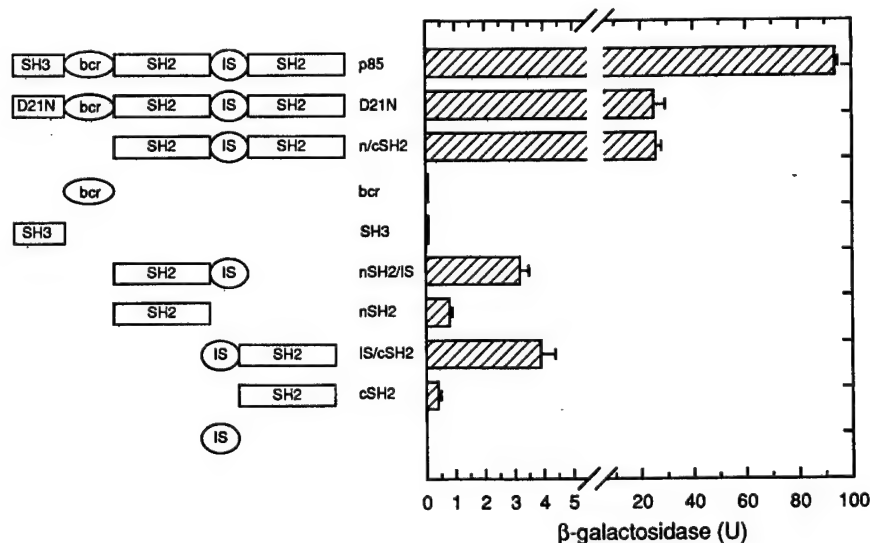 SH3 bcr SH2 IS SH2 p85
D21N bcr SH2 IS SH2 D21N
SH2 IS SH2 n/cSH2
bcr bcr
SH3 SH3
SH2 IS nSH2/IS
SH2 nSH2
IS SH2 IS/cSH2
SH2 cSH2
IS
0 1 2 3 4 5 20 40 60 80 100
β-galactosidase (U)